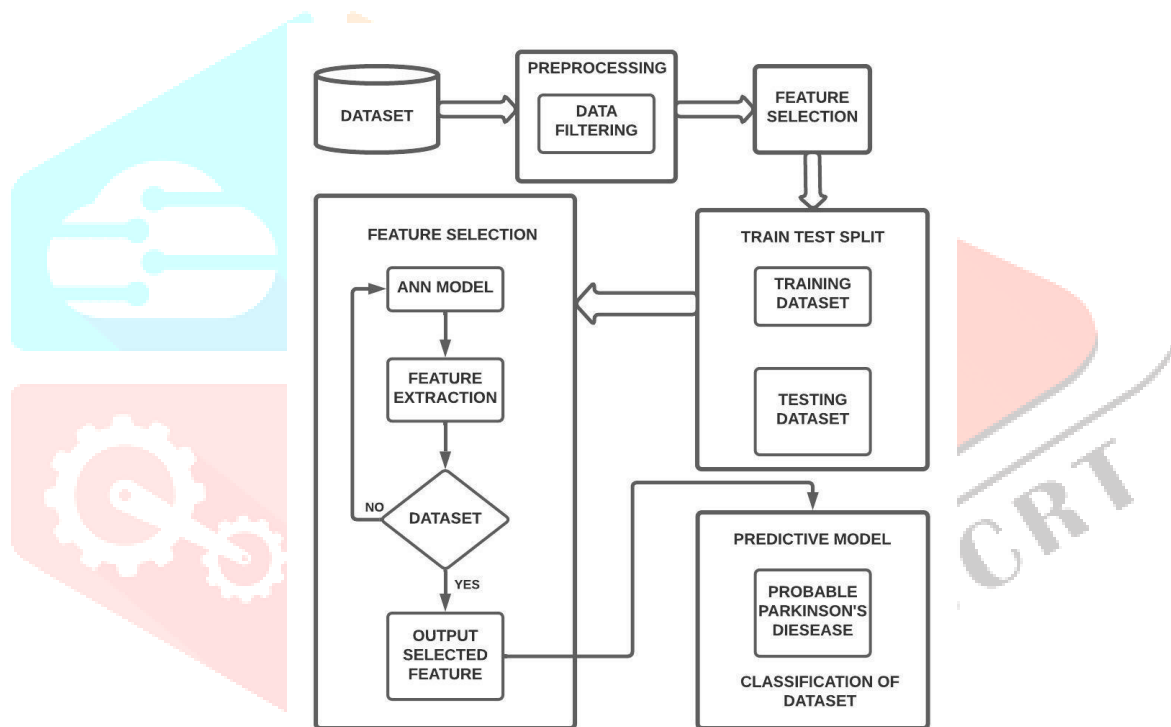 PREPROCESSING
DATASET
DATA
FILTERING
FEATURE
SELECTION
FEATURE SELECTION
ANN MODEL
FEATURE
EXTRACTION
NO
DATASET
YES
OUTPUT
SELECTED
FEATURE
TRAIN TEST SPLIT
TRAINING
DATASET
TESTING
DATASET
PREDICTIVE MODEL
PROBABLE
PARKINSON'S
DIESEASE
CLASSIFICATION OF
DATASET
CRT